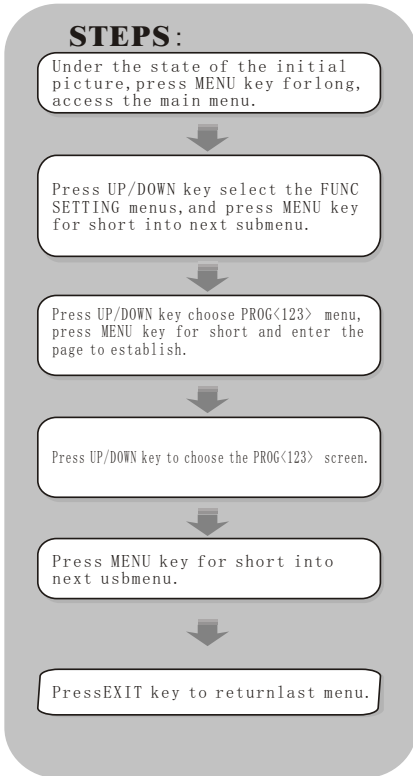 STEPS:
Under the state of the initial
picture,press MENU key forlong,
access the main menu.
Press UP/DOWN key select the FUNC
SETTING menus,and press MENU key
for short into next submenu.
Press UP/DOWN key choose PROG〈123〉 menu,
press MENU key for short and enter the
page to establish.
Press UP/DOWN key to choose the PROG〈123〉 screen.
Press MENU key for short into
next usbmenu.
PressEXIT key to returnlast menu.